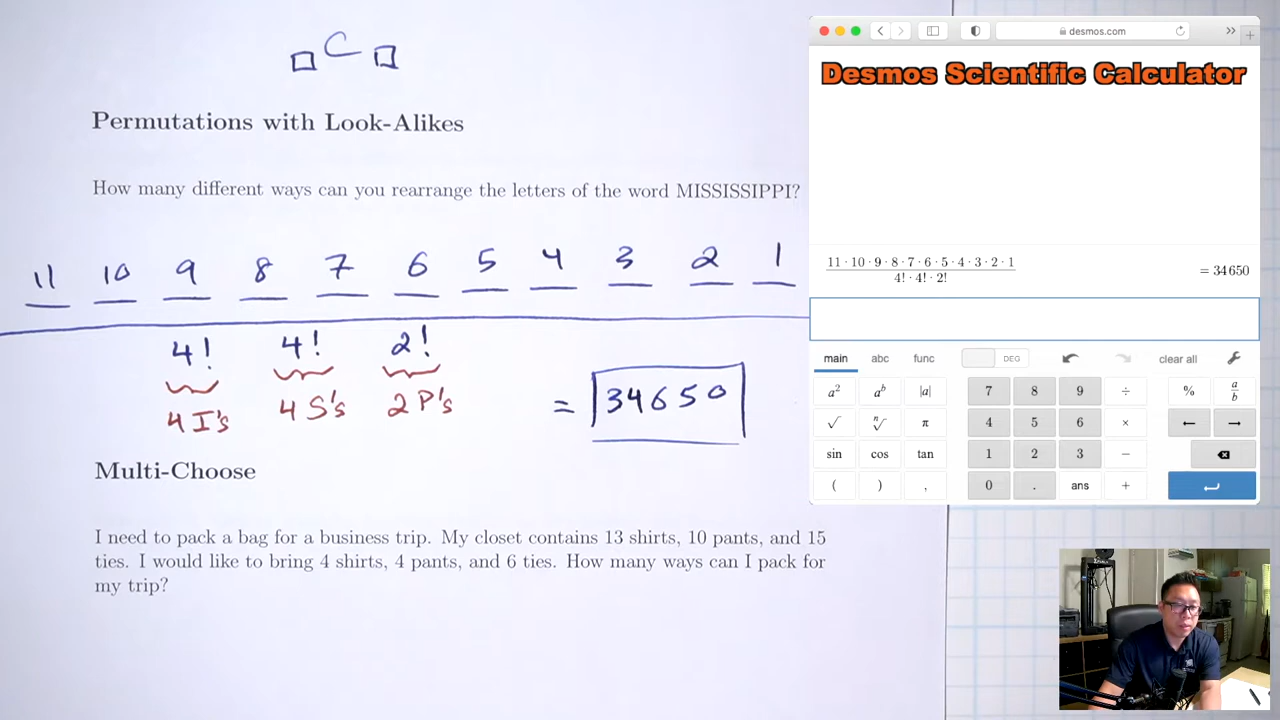 □ C □
Permutations with Look-Alikes
How many different ways can you rearrange the letters of the word MISSISSIPPI?
11 10 9 8 7 6 5 4 3 2 1
4! 4! 2!
4 I's 4 S's 2 P's
= 34650
Multi-Choose
I need to pack a bag for a business trip. My closet contains 13 shirts, 10 pants, and 15
ties. I would like to bring 4 shirts, 4 pants, and 6 ties. How many ways can I pack for
my trip?
desmos.com
Desmos Scientific Calculator
11 · 10 · 9 · 8 · 7 · 6 · 5 · 4 · 3 · 2 · 1
4! · 4! · 2!
= 34650
main abc func DEG clear all
a² aᵇ |a| 7 8 9 ÷ % a/b
√ ⁿ√ π 4 5 6 × ← →
sin cos tan 1 2 3 −
( ) , 0 . ans +